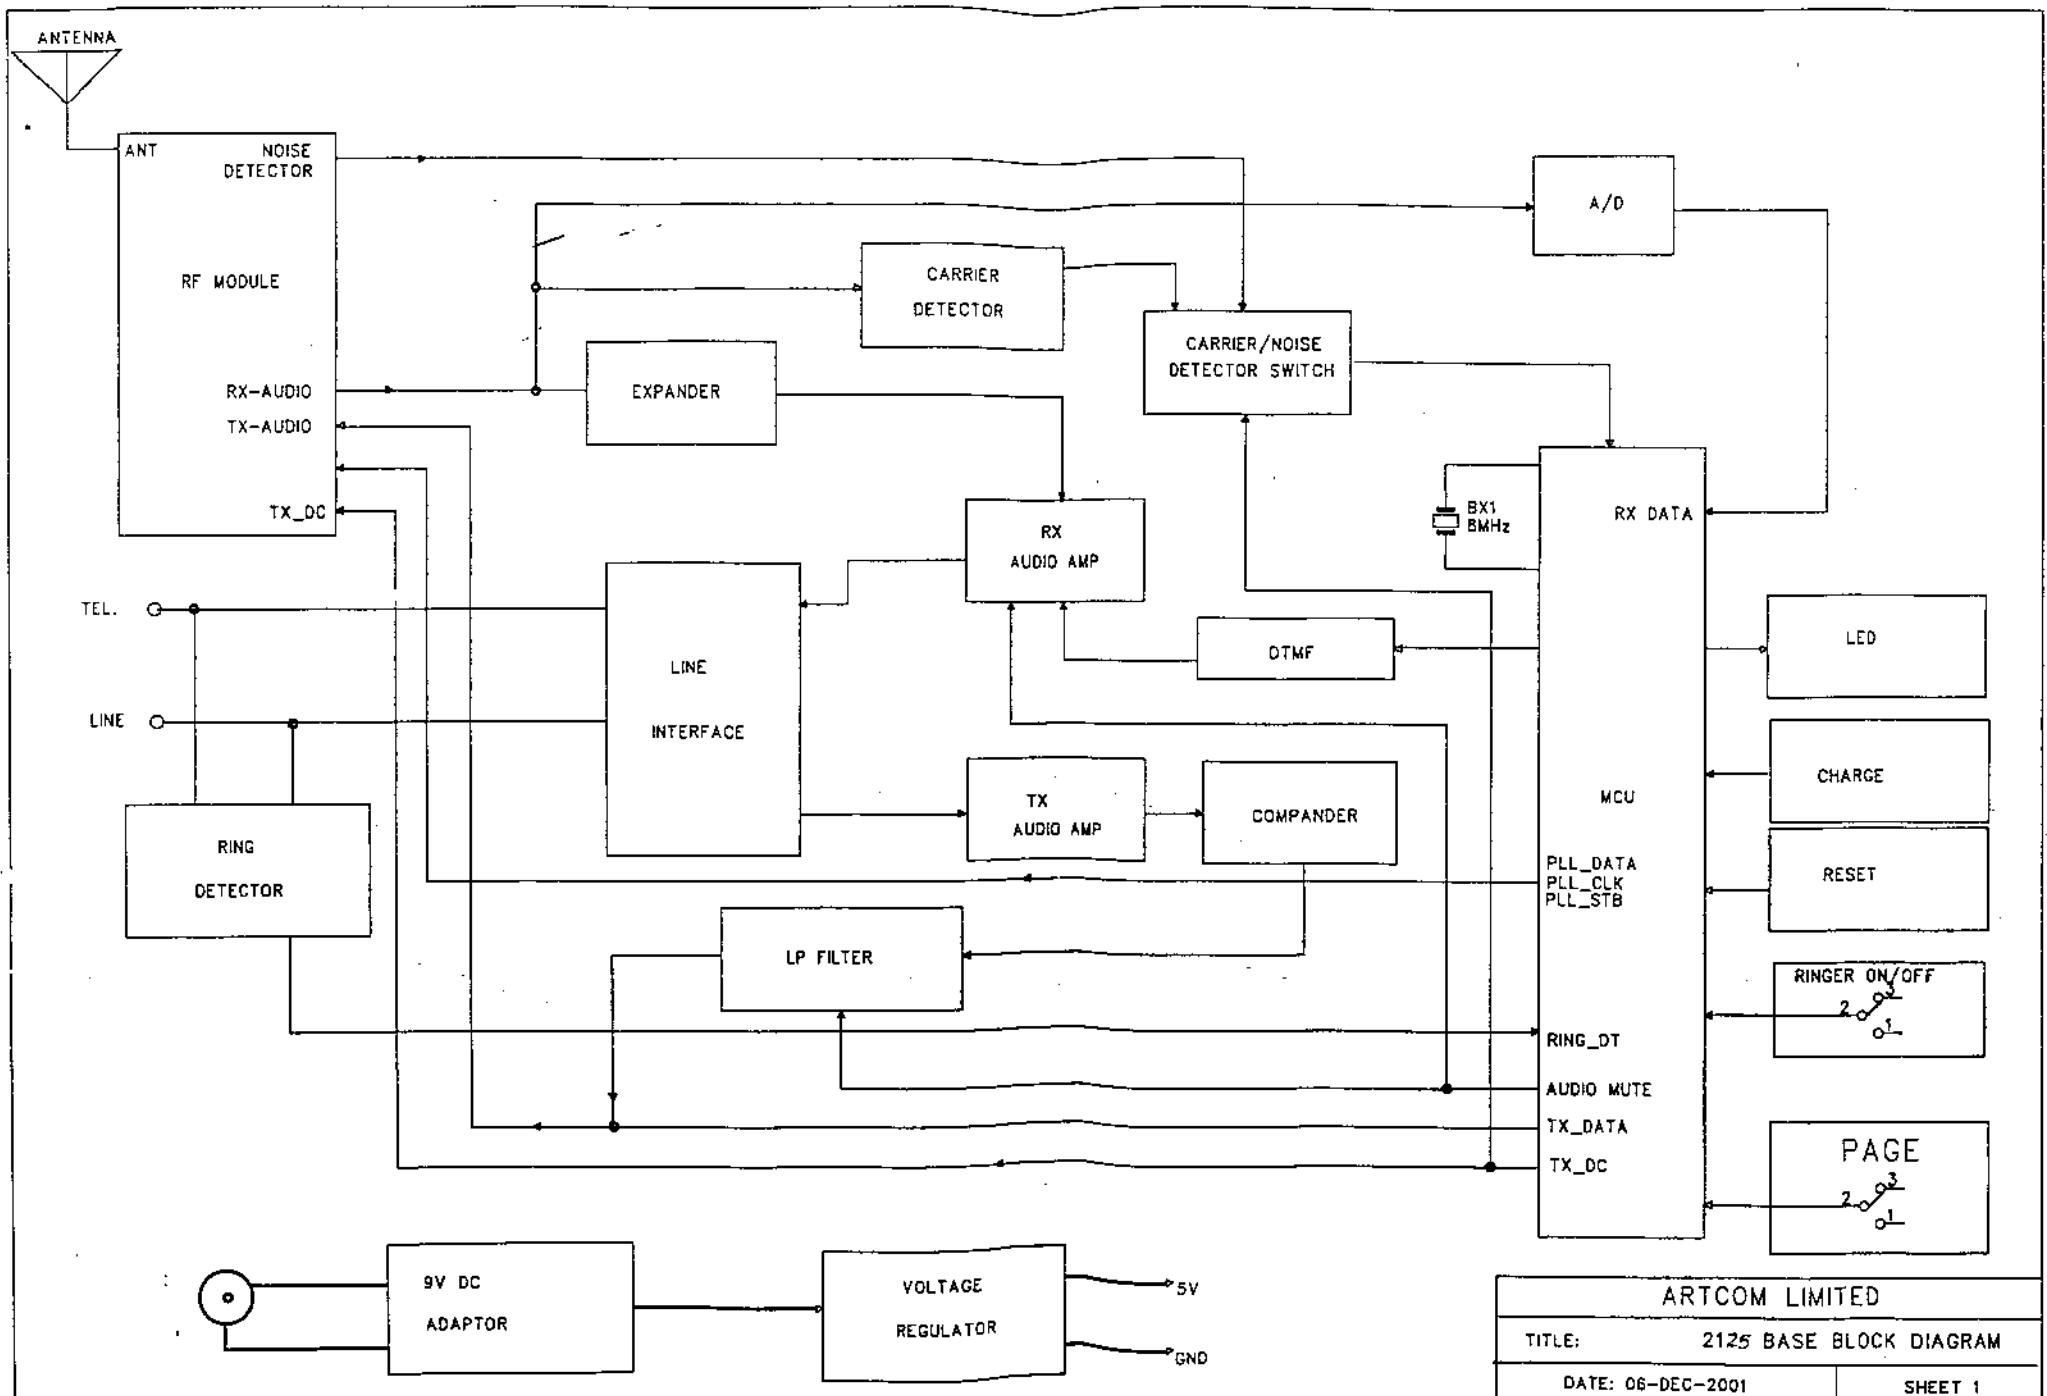 ANTENNA
ANT
NOISE
DETECTOR
RF MODULE
RX-AUDIO
TX-AUDIO
TX_DC
A/D
CARRIER
DETECTOR
CARRIER/NOISE
DETECTOR SWITCH
EXPANDER
RX
AUDIO AMP
BX1
8MHz
RX DATA
TEL.
LINE
LINE
INTERFACE
DTMF
LED
CHARGE
MCU
TX
AUDIO AMP
COMPANDER
RING
DETECTOR
PLL_DATA
PLL_CLK
PLL_STB
RESET
LP FILTER
RINGER ON/OFF
3
2
1
RING_DT
AUDIO MUTE
TX_DATA
TX_DC
PAGE
3
2
1
9V DC
ADAPTOR
VOLTAGE
REGULATOR
5V
GND
ARTCOM LIMITED
TITLE: 2125 BASE BLOCK DIAGRAM
DATE: 06-DEC-2001 SHEET 1